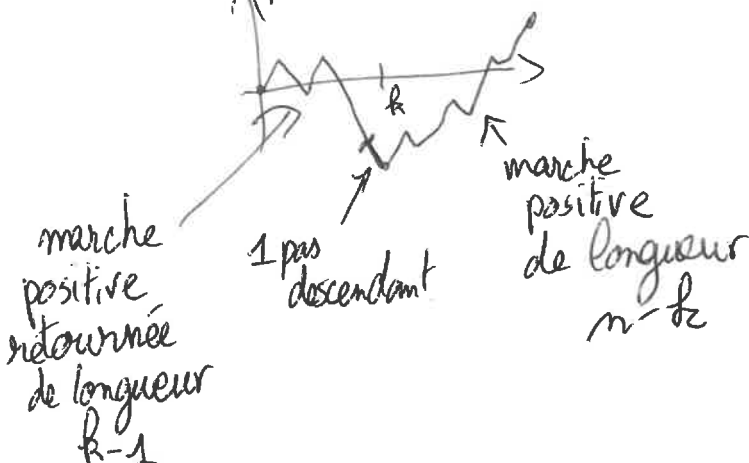 k
marche
positive
retournée
de longueur
k-1
1 pas
descendant
marche
positive
de longueur
n-k